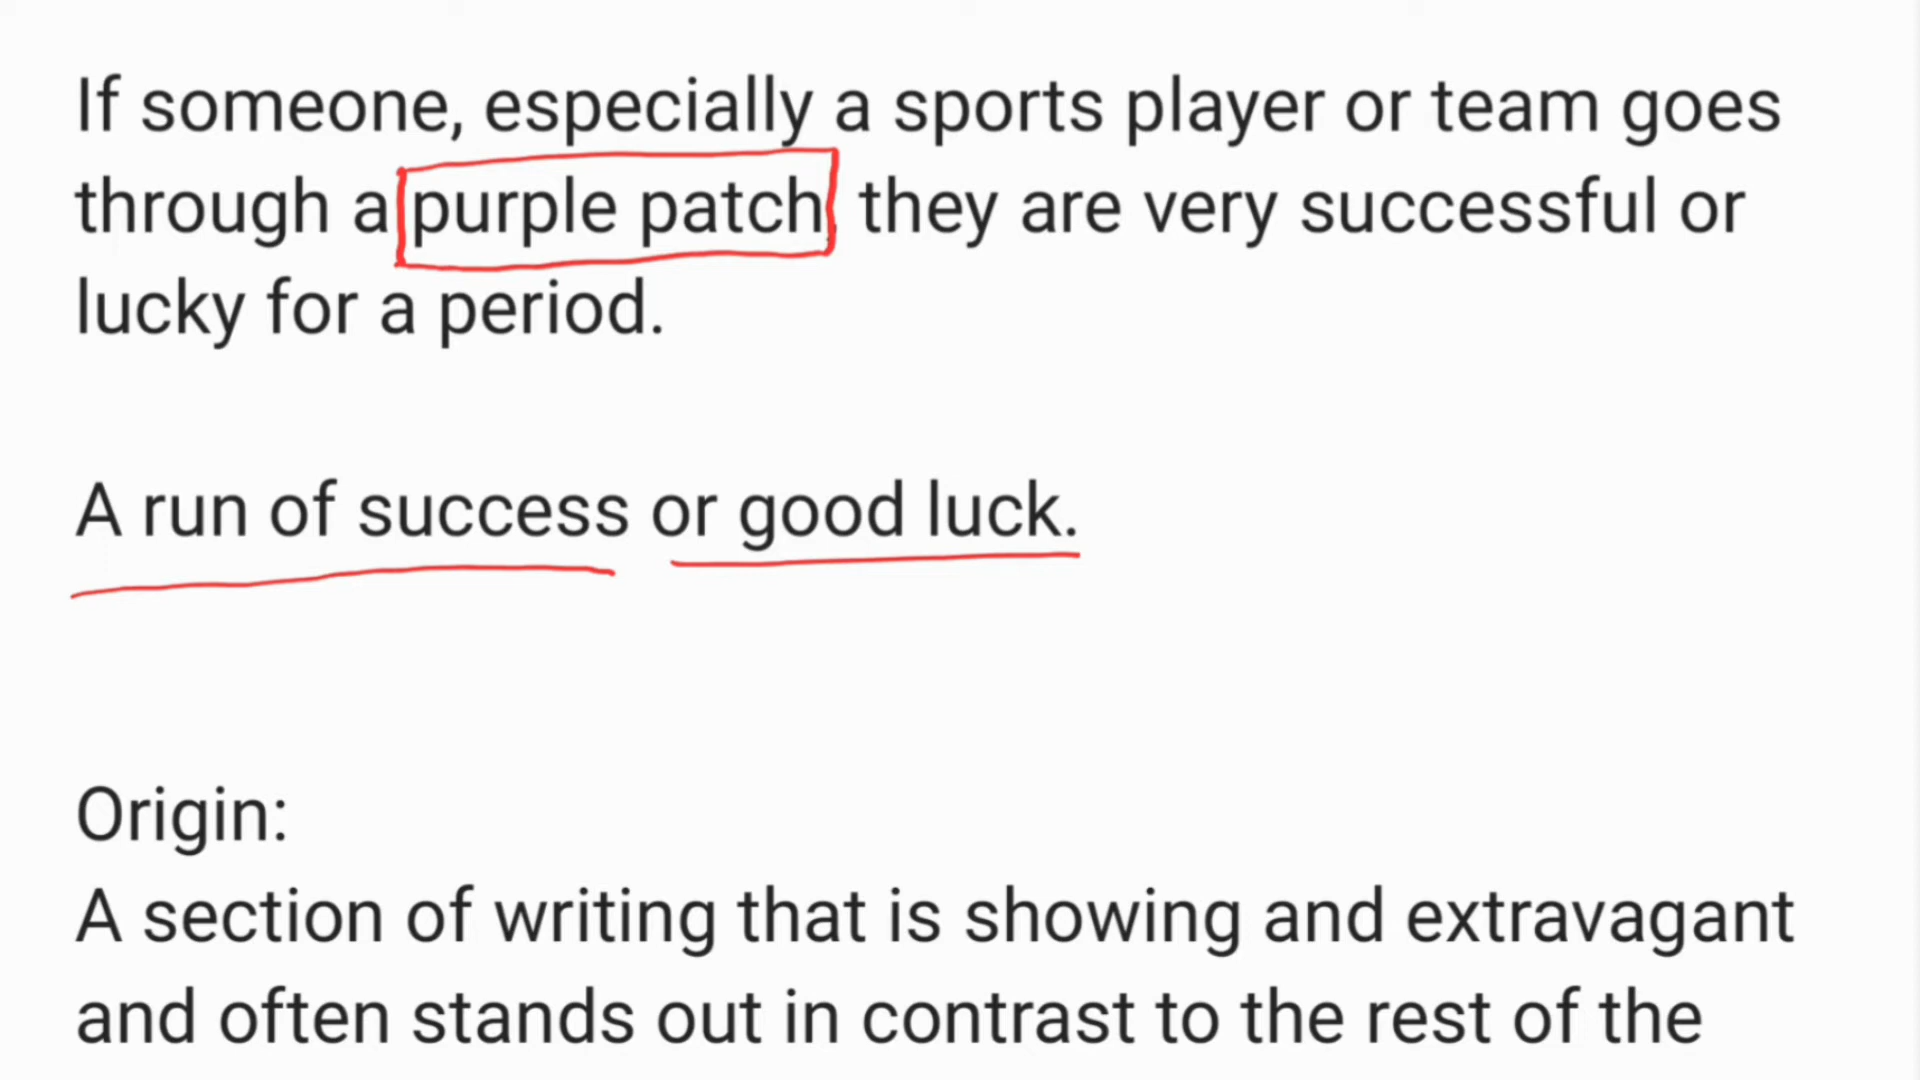 If someone, especially a sports player or team goes
through a purple patch, they are very successful or
lucky for a period.
A run of success or good luck.
Origin:
A section of writing that is showing and extravagant
and often stands out in contrast to the rest of the